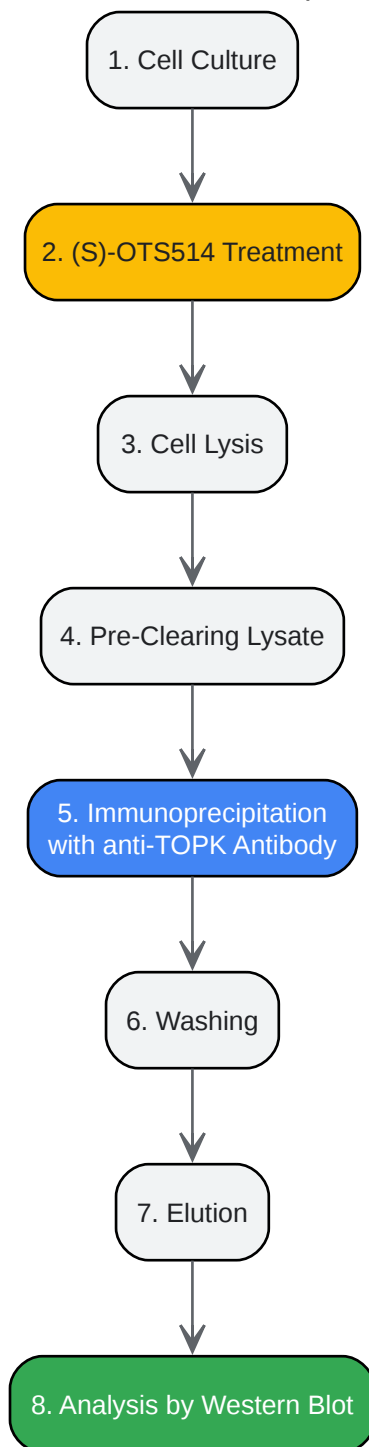 1. Cell Culture
2. (S)-OTS514 Treatment
3. Cell Lysis
4. Pre-Clearing Lysate
5. Immunoprecipitation
with anti-TOPK Antibody
6. Washing
7. Elution
8. Analysis by Western Blot